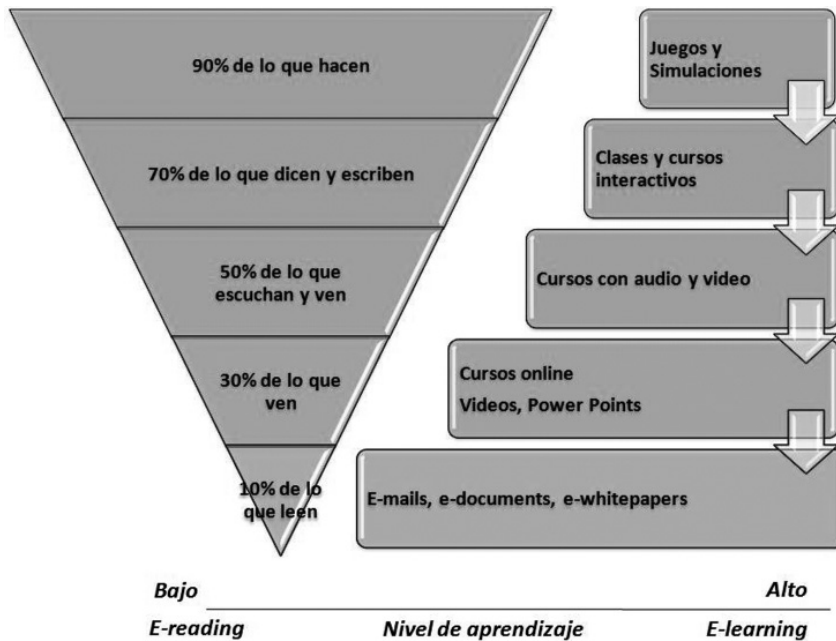 90% de lo que hacen
Juegos y
Simulaciones
70% de lo que dicen y escriben
Clases y cursos
interactivos
50% de lo que
escuchan y ven
Cursos con audio y video
30% de lo que
ven
Cursos online
Videos, Power Points
10% de lo
que leen
E-mails, e-documents, e-whitepapers
Bajo Alto
E-reading Nivel de aprendizaje E-learning